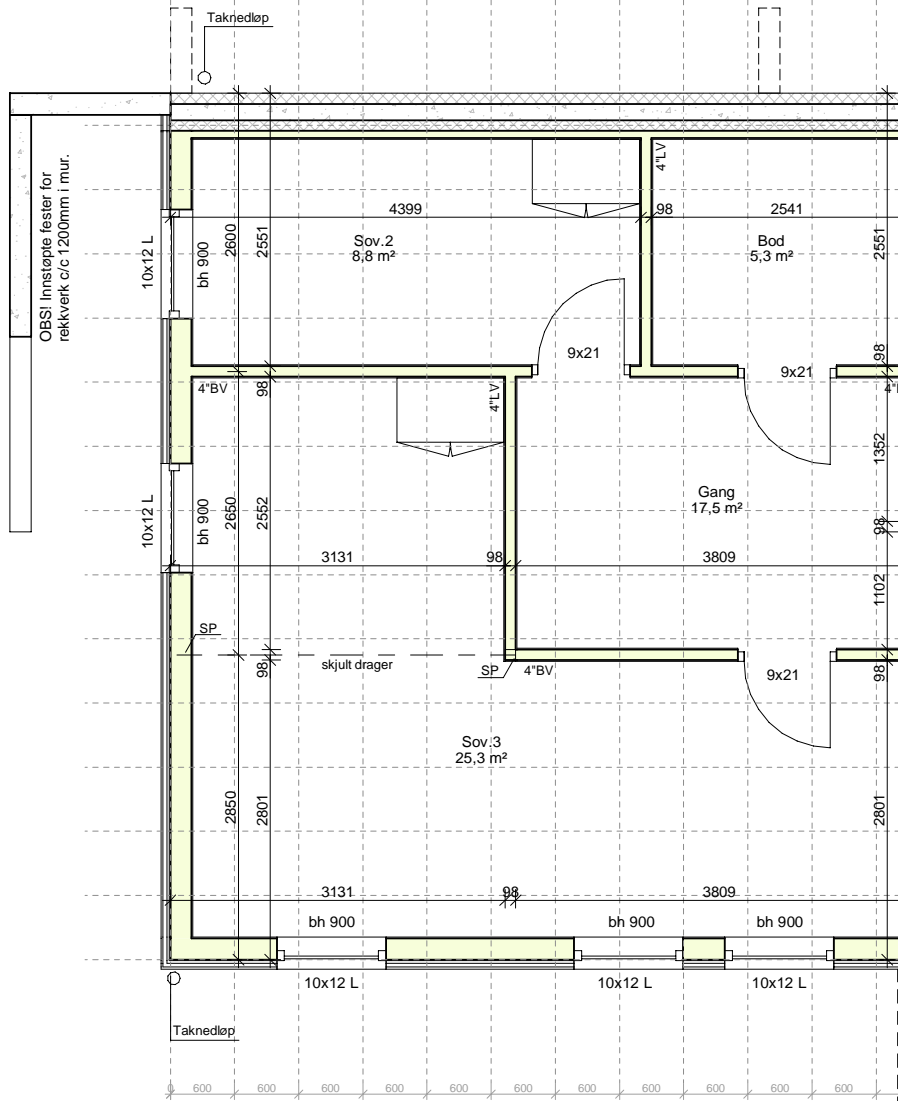 Taknedløp
OBS! Innstøpte fester for
rekkverk c/c 1200mm i mur.
4"LV
4399
98
2541
10x12 L
bh 900
2600
2551
Sov.2
8,8 m²
Bod
5,3 m²
2551
9x21
98
9x21
4"BV
98
4"LV
1352
Gang
17,5 m²
10x12 L
bh 900
2650
2552
98
3131
98
3809
1102
SP
98
skjult drager
SP
4"BV
9x21
98
Sov.3
25,3 m²
2850
2801
2801
3131
98
3809
bh 900
bh 900
bh 900
10x12 L
10x12 L
10x12 L
Taknedløp
0
600
600
600
600
600
600
600
600
600
600
600